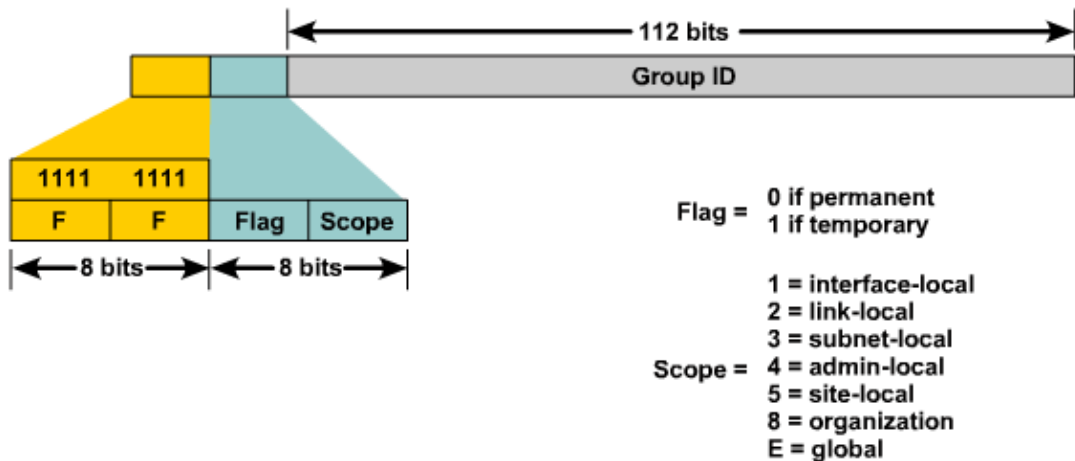 112 bits
Group ID
1111 1111
F F Flag Scope
8 bits 8 bits
Flag = 0 if permanent
1 if temporary
Scope = 1 = interface-local
2 = link-local
3 = subnet-local
4 = admin-local
5 = site-local
8 = organization
E = global